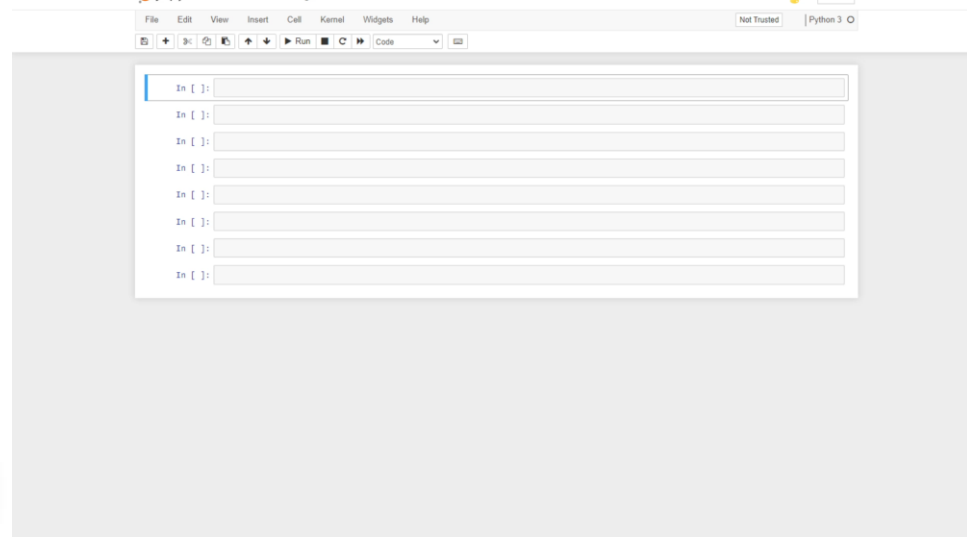 File Edit View Insert Cell Kernel Widgets Help Not Trusted Python 3
Run Code
In [ ]:
In [ ]:
In [ ]:
In [ ]:
In [ ]:
In [ ]:
In [ ]:
In [ ]: